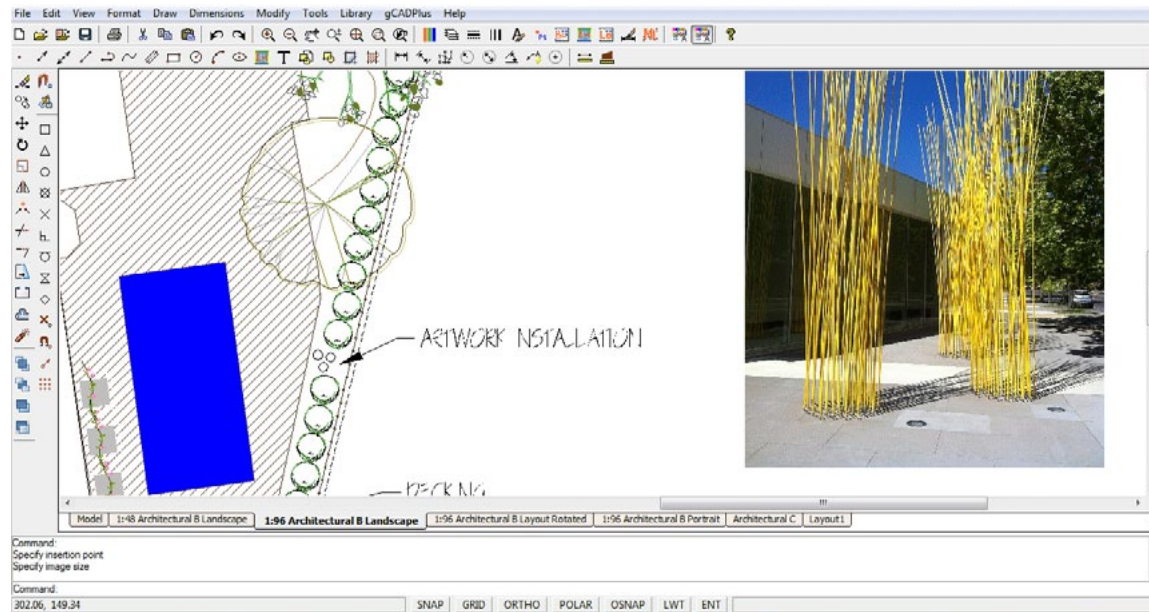 File Edit View Format Draw Dimensions Modify Tools Library gCADPlus Help
ARTWORK INSTALLATION
DECKING
Model 1:48 Architectural B Landscape 1:96 Architectural B Landscape 1:96 Architectural B Layout Rotated 1:96 Architectural B Portrait Architectural C Layout1
Command:
Specify insertion point
Specify image size
Command:
302.06, 149.34 SNAP GRID ORTHO POLAR OSNAP LWT ENT